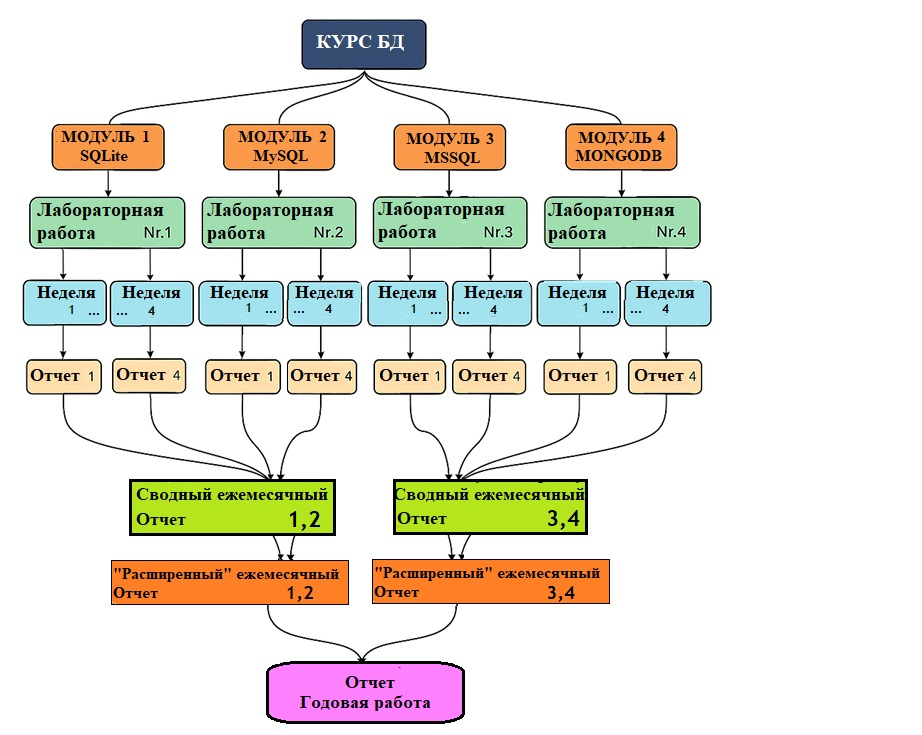 КУРС БД
МОДУЛЬ 1
SQLite
МОДУЛЬ 2
MySQL
МОДУЛЬ 3
MSSQL
МОДУЛЬ 4
MONGODB
Лабораторная
работа Nr.1
Лабораторная
работа Nr.2
Лабораторная
работа Nr.3
Лабораторная
работа Nr.4
Неделя
1 ...
Неделя
... 4
Неделя
1 ...
Неделя
... 4
Неделя
1 ...
Неделя
... 4
Неделя
1 ...
Неделя
... 4
Отчет 1
Отчет 4
Отчет 1
Отчет 4
Отчет 1
Отчет 4
Отчет 1
Отчет 4
Сводный ежемесячный
Отчет 1,2
Сводный ежемесячный
Отчет 3,4
"Расширенный" ежемесячный
Отчет 1,2
"Расширенный" ежемесячный
Отчет 3,4
Отчет
Годовая работа